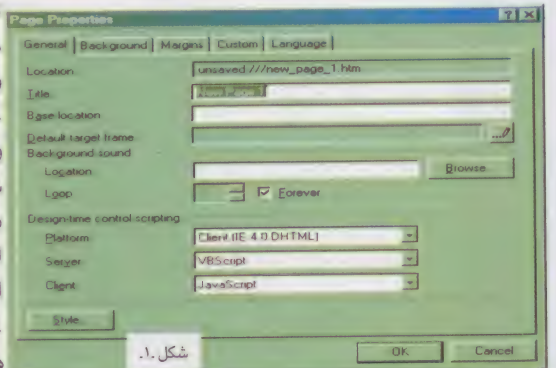 Page Properties
General Background Margins Custom Language
Location: unsaved:///new_page_1.htm
Title: New Page 1
Base location:
Default target frame:
Background sound
Location: Browse...
Loop: Forever
Design-time control scripting
Platform: Client (IE 4.0 DHTML)
Server: VBScript
Client: JavaScript
Style...
OK Cancel
شكل ١.